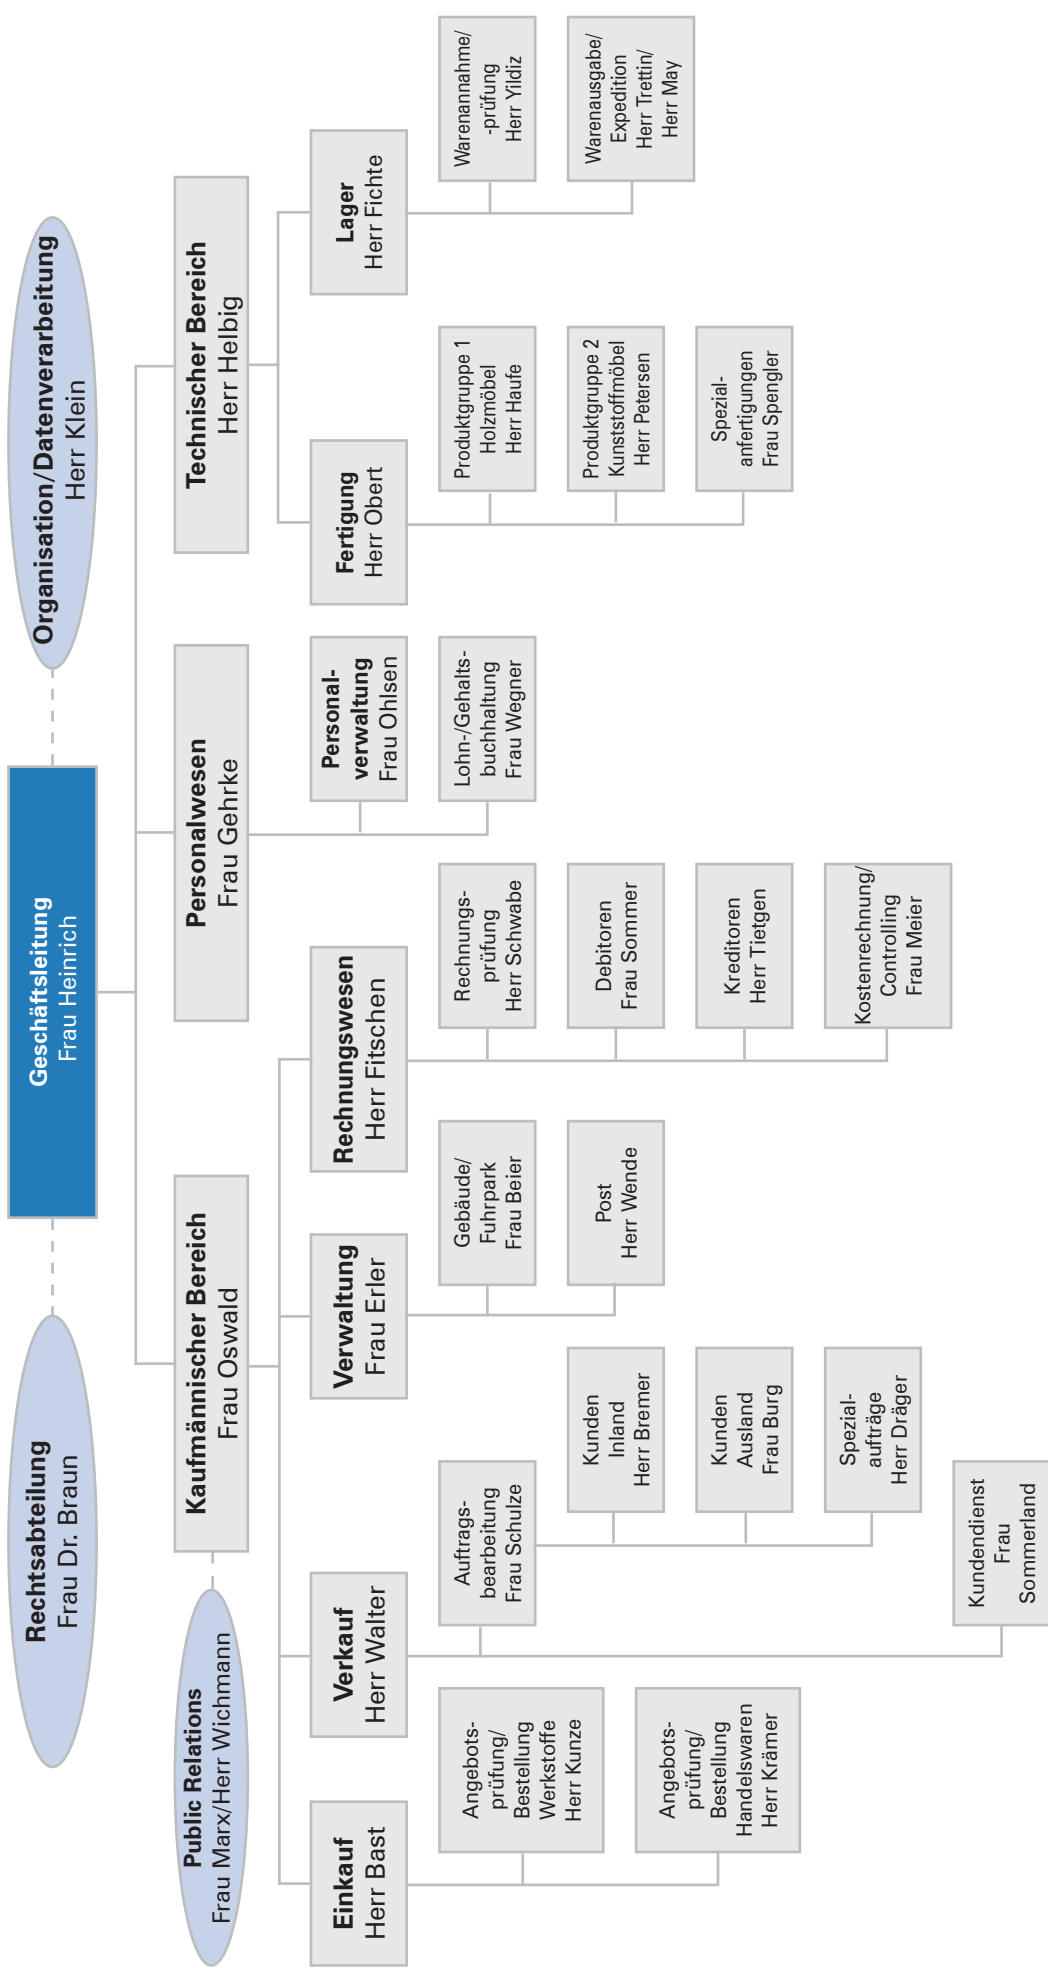 Rechtsabteilung
Frau Dr. Braun
Geschäftsleitung
Frau Heinrich
Organisation/Datenverarbeitung
Herr Klein
Public Relations
Frau Marx/Herr Wichmann
Kaufmännischer Bereich
Frau Oswald
Personalwesen
Frau Gehrke
Technischer Bereich
Herr Helbig
Einkauf
Herr Bast
Verkauf
Herr Walter
Verwaltung
Frau Erler
Rechnungswesen
Herr Fitschen
Personal-
verwaltung
Frau Ohlsen
Fertigung
Herr Obert
Lager
Herr Fichte
Angebots-
prüfung/
Bestellung
Werkstoffe
Herr Kunze
Angebots-
prüfung/
Bestellung
Handelswaren
Herr Krämer
Auftrags-
bearbeitung
Frau Schulze
Kunden
Inland
Herr Bremer
Kunden
Ausland
Frau Burg
Spezial-
aufträge
Herr Dräger
Kundendienst
Frau
Sommerland
Gebäude/
Fuhrpark
Frau Beier
Post
Herr Wende
Rechnungs-
prüfung
Herr Schwabe
Debitoren
Frau Sommer
Kreditoren
Herr Tietgen
Kostenrechnung/
Controlling
Frau Meier
Lohn-/Gehalts-
buchhaltung
Frau Wegner
Produktgruppe 1
Holzmöbel
Herr Haufe
Produktgruppe 2
Kunststoffmöbel
Herr Petersen
Spezial-
anfertigungen
Frau Spengler
Warenannahme/
-prüfung
Herr Yildiz
Warenausgabe/
Expedition
Herr Trettin/
Herr May